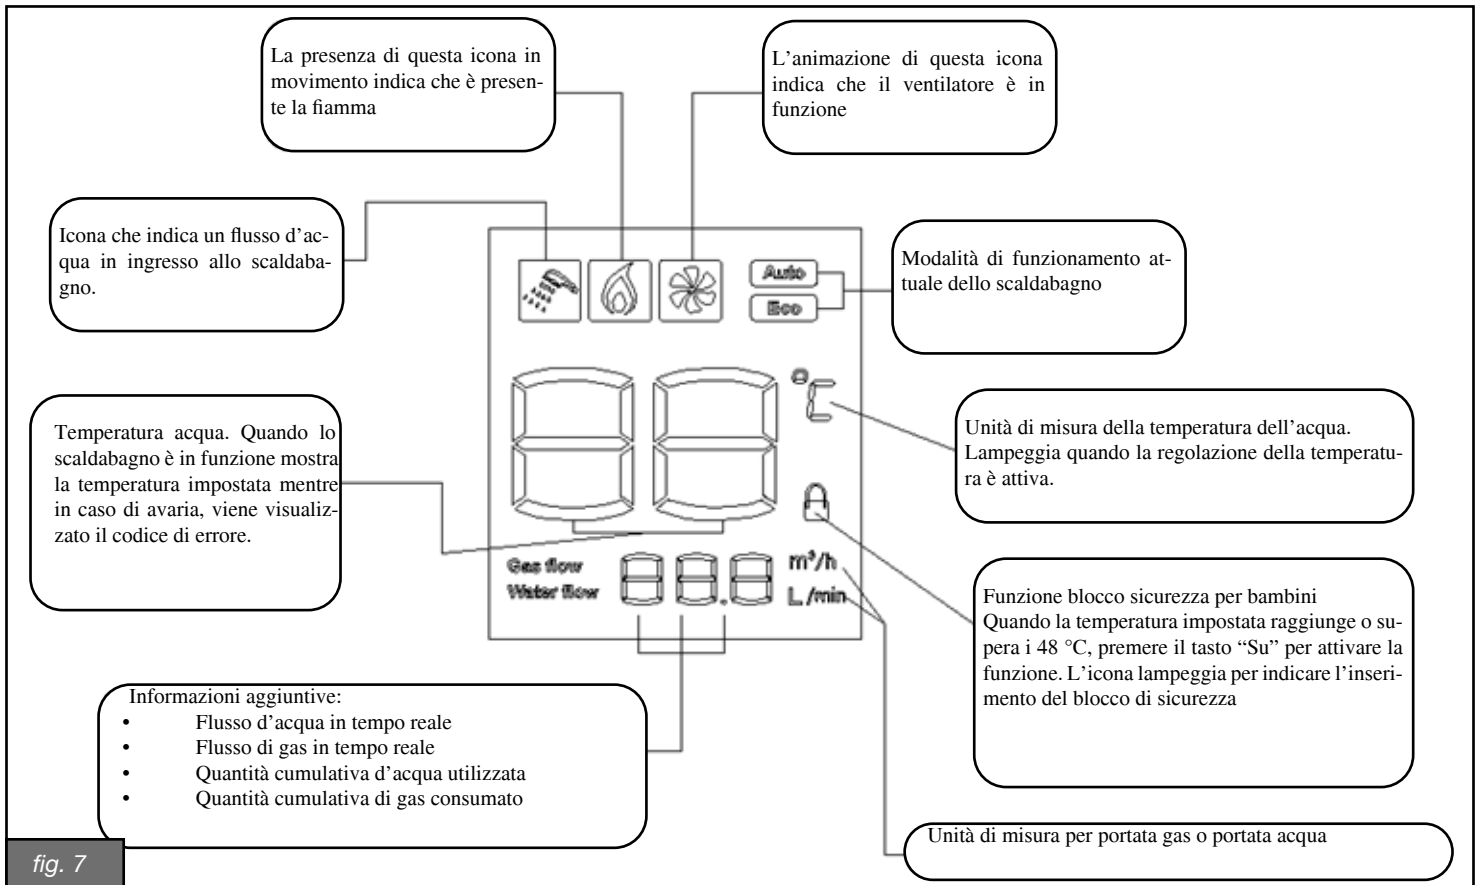 La presenza di questa icona in
movimento indica che è presen-
te la fiamma
L'animazione di questa icona
indica che il ventilatore è in
funzione
Icona che indica un flusso d'ac-
qua in ingresso allo scaldaba-
gno.
Auto
Eco
Modalità di funzionamento at-
tuale dello scaldabagno
Temperatura acqua. Quando lo
scaldabagno è in funzione mostra
la temperatura impostata mentre
in caso di avaria, viene visualiz-
zato il codice di errore.
°C
Unità di misura della temperatura dell'acqua.
Lampeggia quando la regolazione della temperatu-
ra è attiva.
Gas flow
Water flow
88.8
m³/h
L/min
Funzione blocco sicurezza per bambini
Quando la temperatura impostata raggiunge o su-
pera i 48 °C, premere il tasto “Su” per attivare la
funzione. L'icona lampeggia per indicare l'inseri-
mento del blocco di sicurezza
Informazioni aggiuntive:
• Flusso d'acqua in tempo reale
• Flusso di gas in tempo reale
• Quantità cumulativa d'acqua utilizzata
• Quantità cumulativa di gas consumato
Unità di misura per portata gas o portata acqua
fig. 7